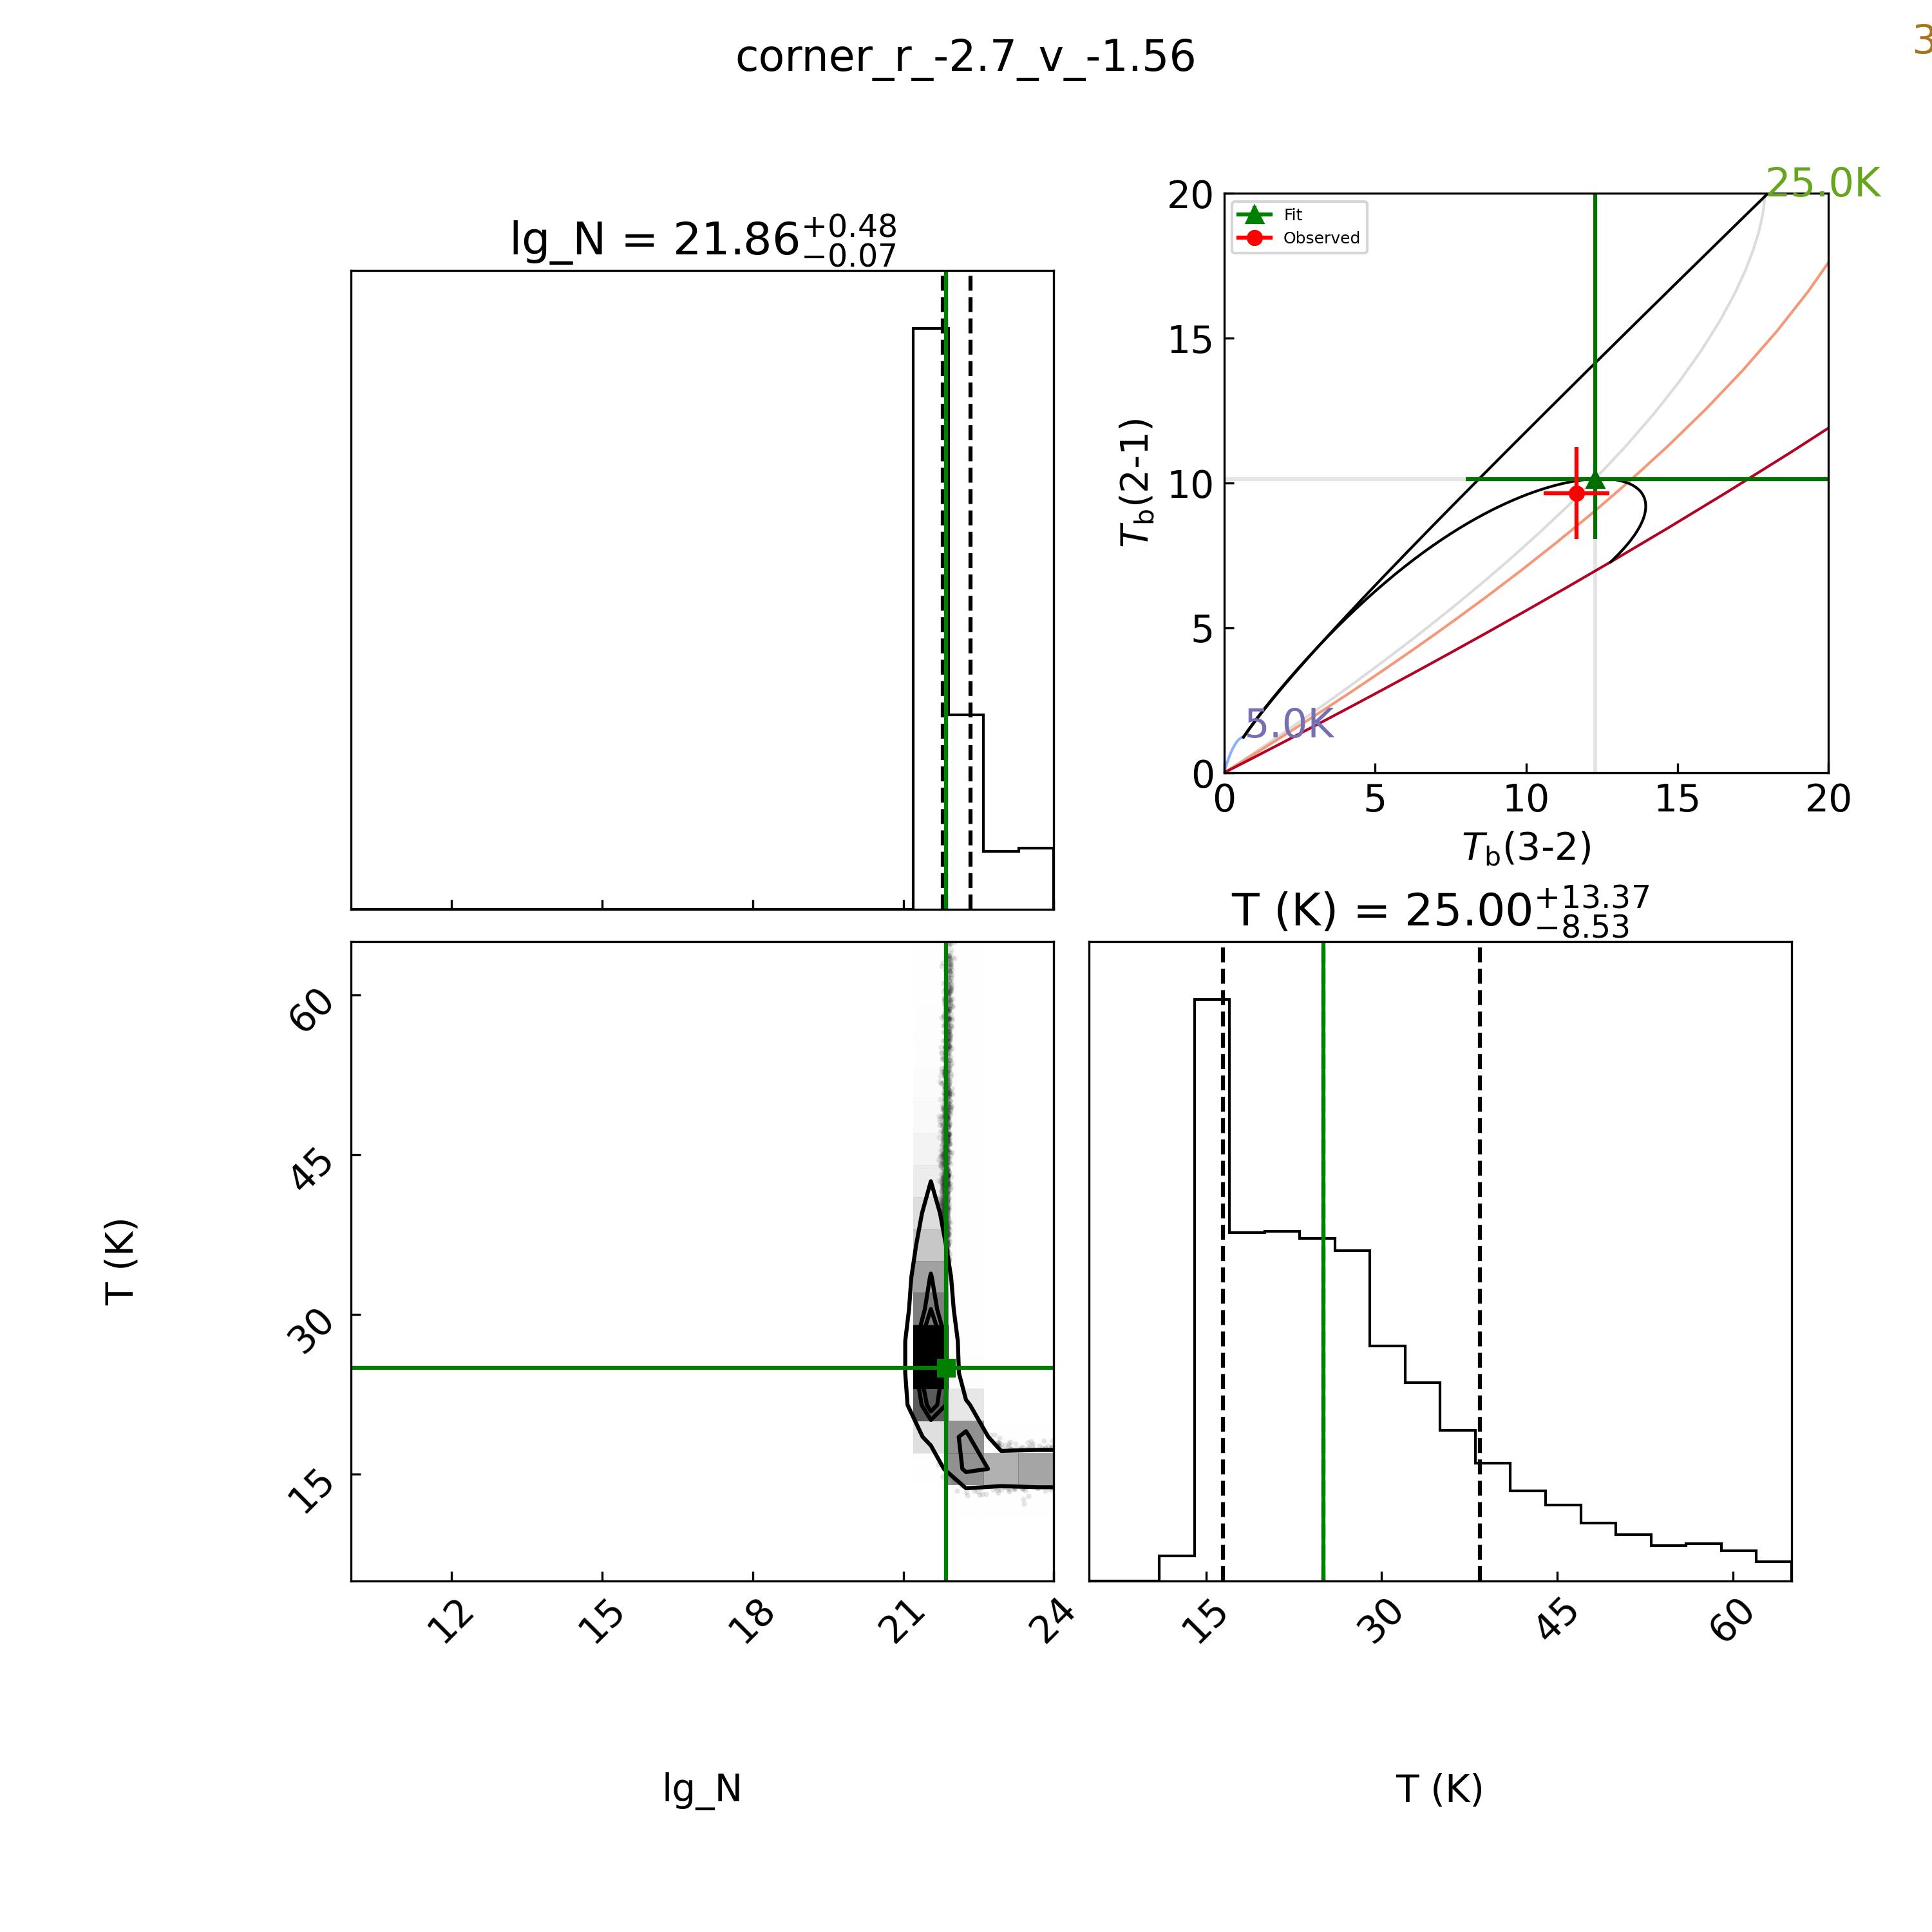 corner_r_-2.7_v_-1.56
3
lg_N = 21.86+0.48−0.07
25.0K
20
15
10
5
0
Fit
Observed
Tb(2-1)
5.0K
0 5 10 15 20
Tb(3-2)
T (K) = 25.00+13.37−8.53
60
45
30
15
T (K)
12 15 18 21 24
lg_N
15 30 45 60
T (K)